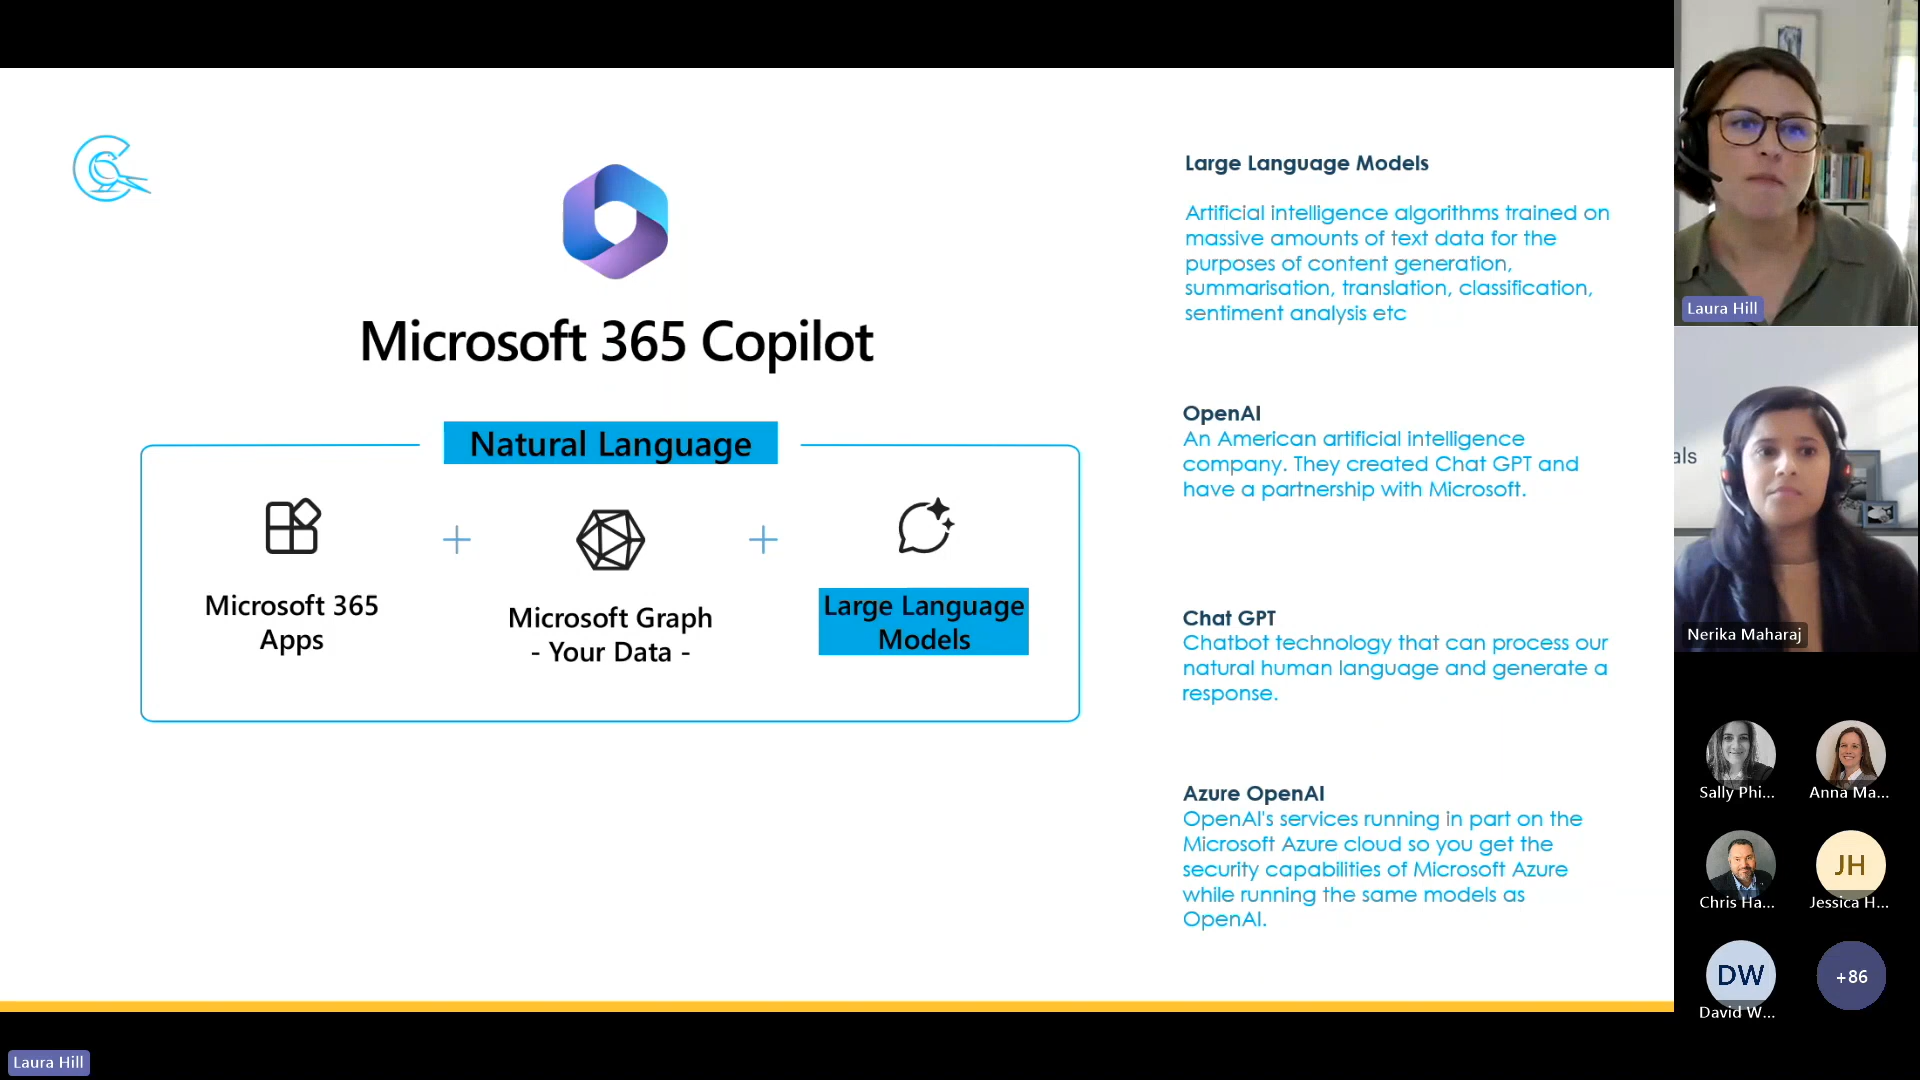 Microsoft 365 Copilot
Natural Language
Microsoft 365
Apps
+
Microsoft Graph
- Your Data -
+
Large Language
Models
Large Language Models
Artificial intelligence algorithms trained on
massive amounts of text data for the
purposes of content generation,
summarisation, translation, classification,
sentiment analysis etc
OpenAI
An American artificial intelligence
company. They created Chat GPT and
have a partnership with Microsoft.
Chat GPT
Chatbot technology that can process our
natural human language and generate a
response.
Azure OpenAI
OpenAI's services running in part on the
Microsoft Azure cloud so you get the
security capabilities of Microsoft Azure
while running the same models as
OpenAI.
Laura Hill
als
Nerika Maharaj
Sally Phi...
Anna Ma...
Chris Ha...
JH
Jessica H...
DW
David W...
+86
Laura Hill